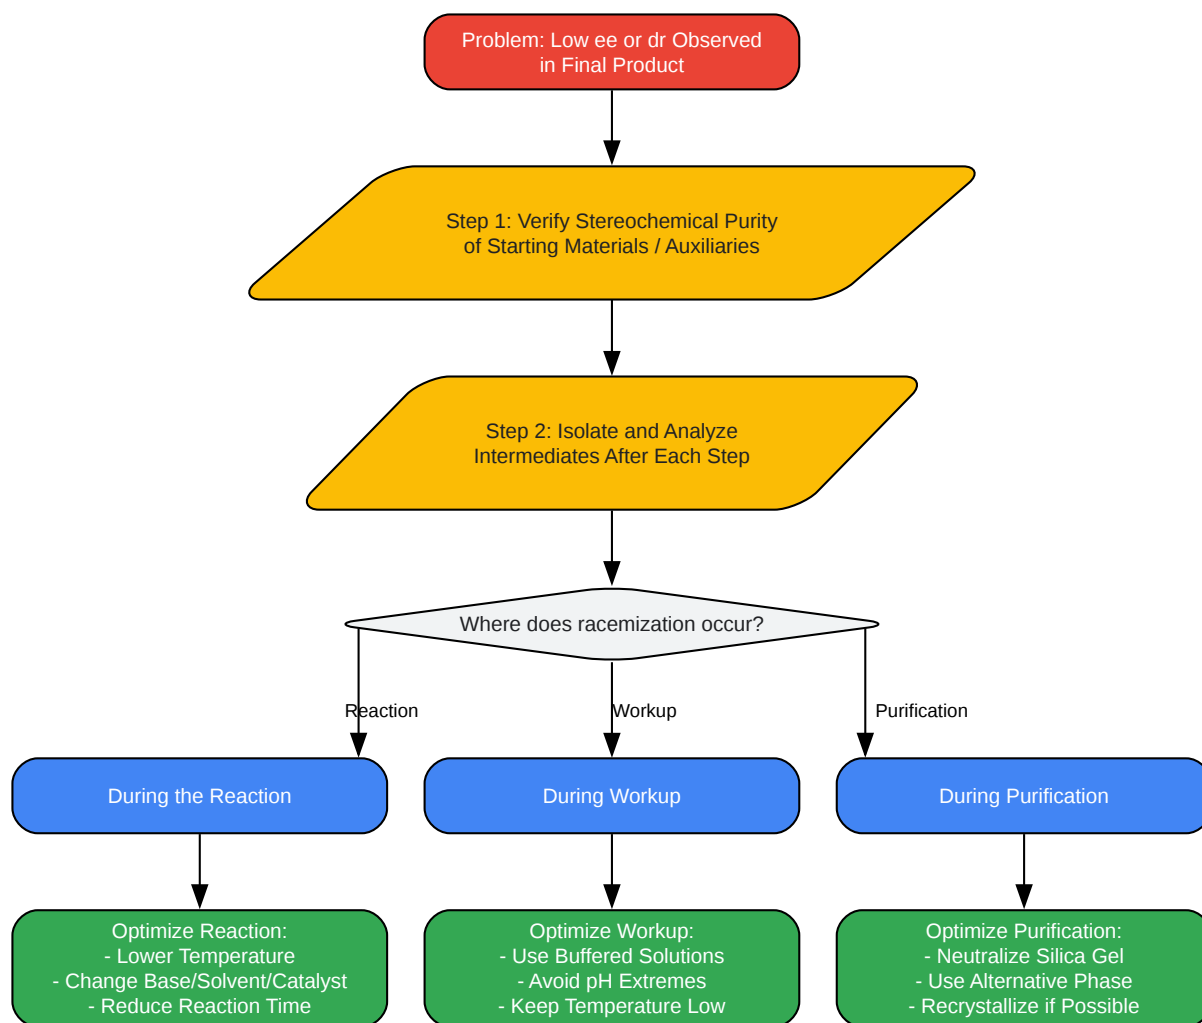 Problem: Low ee or dr Observed
in Final Product
Step 1: Verify Stereochemical Purity
of Starting Materials / Auxiliaries
Step 2: Isolate and Analyze
Intermediates After Each Step
Where does racemization occur?
Reaction
Workup
Purification
During the Reaction
During Workup
During Purification
Optimize Reaction:
- Lower Temperature
- Change Base/Solvent/Catalyst
- Reduce Reaction Time
Optimize Workup:
- Use Buffered Solutions
- Avoid pH Extremes
- Keep Temperature Low
Optimize Purification:
- Neutralize Silica Gel
- Use Alternative Phase
- Recrystallize if Possible